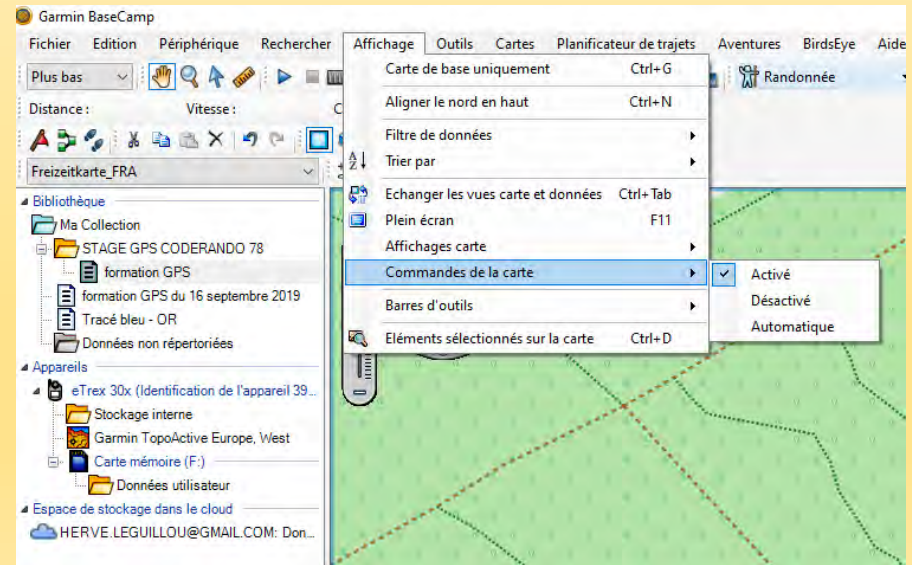 Garmin BaseCamp
Fichier Edition Périphérique Rechercher Affichage Outils Cartes Planificateur de trajets Aventures BirdsEye Aide
Plus bas
Randonnée
Distance : Vitesse :
Freizeitkarte_FRA
Carte de base uniquement Ctrl+G
Aligner le nord en haut Ctrl+N
Filtre de données
Trier par
Echanger les vues carte et données Ctrl+Tab
Plein écran F11
Affichages carte
Commandes de la carte
Barres d'outils
Eléments sélectionnés sur la carte Ctrl+D
Activé
Désactivé
Automatique
Bibliothèque
Ma Collection
STAGE GPS CODERANDO 78
formation GPS
formation GPS du 16 septembre 2019
Tracé bleu - OR
Données non répertoriées
Appareils
eTrex 30x (Identification de l'appareil 39...
Stockage interne
Garmin TopoActive Europe, West
Carte mémoire (F:)
Données utilisateur
Espace de stockage dans le cloud
HERVE.LEGUILLOU@GMAIL.COM: Don...